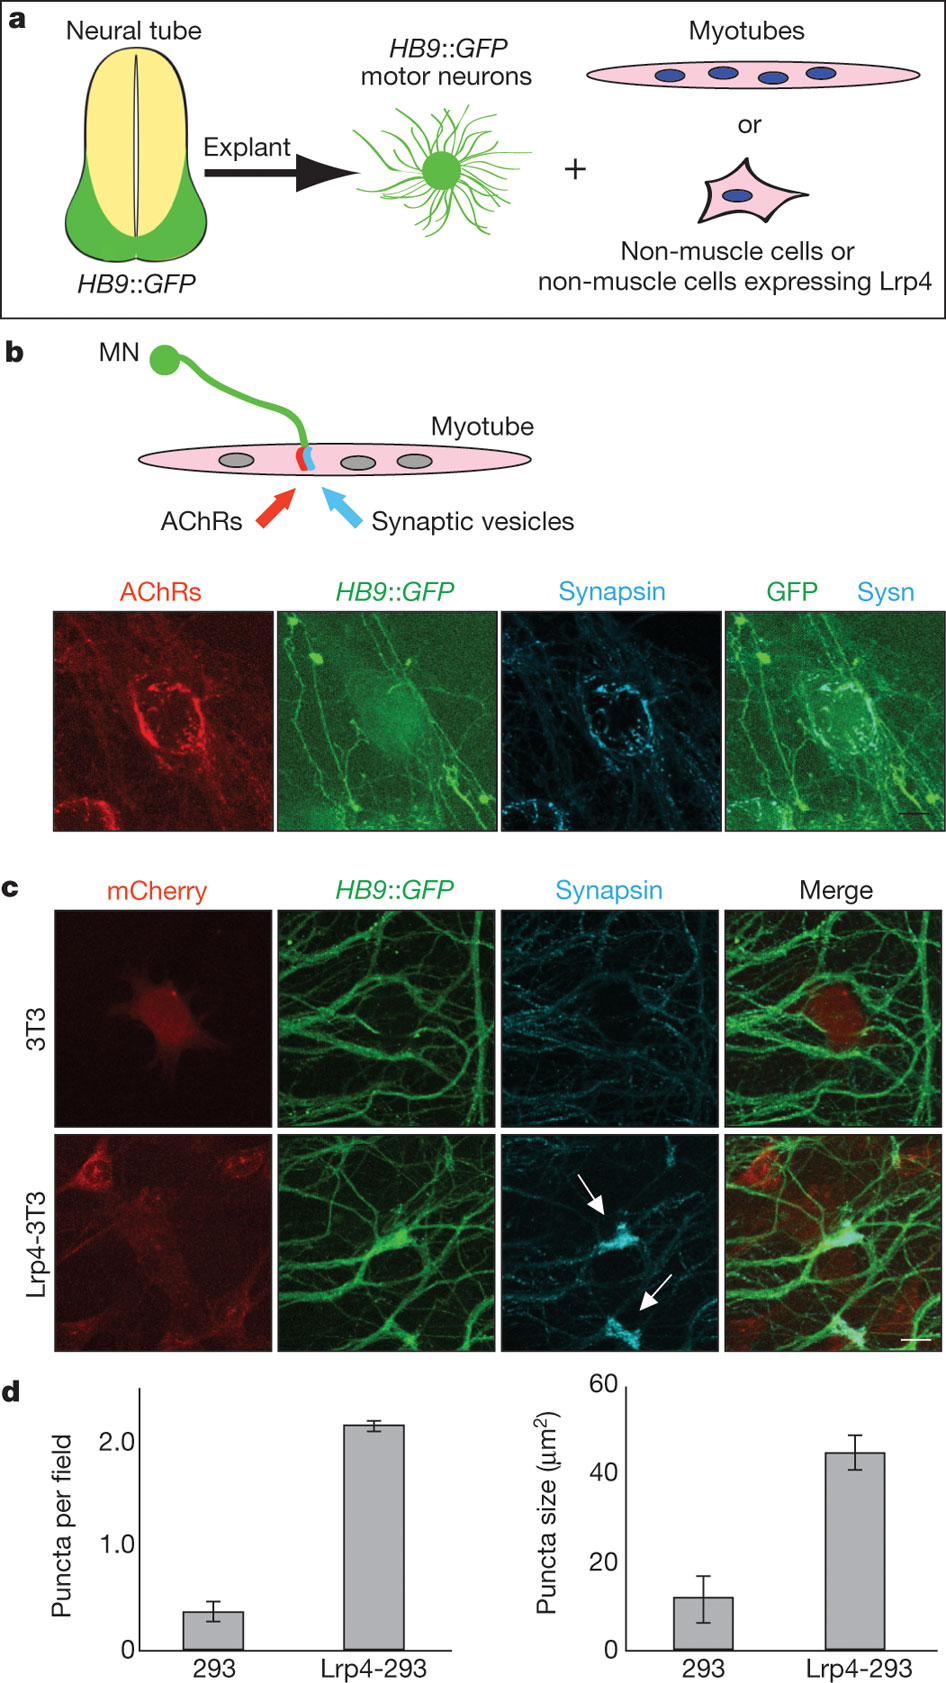 a
Neural tube
HB9::GFP
Explant
HB9::GFP
motor neurons
+
Myotubes
or
Non-muscle cells or
non-muscle cells expressing Lrp4
b
MN
Myotube
AChRs
Synaptic vesicles
AChRs
HB9::GFP
Synapsin
GFP Sysn
c
mCherry
HB9::GFP
Synapsin
Merge
3T3
Lrp4-3T3
d
Puncta per field
2.0
1.0
0
293
Lrp4-293
Puncta size (μm2)
60
40
20
0
293
Lrp4-293